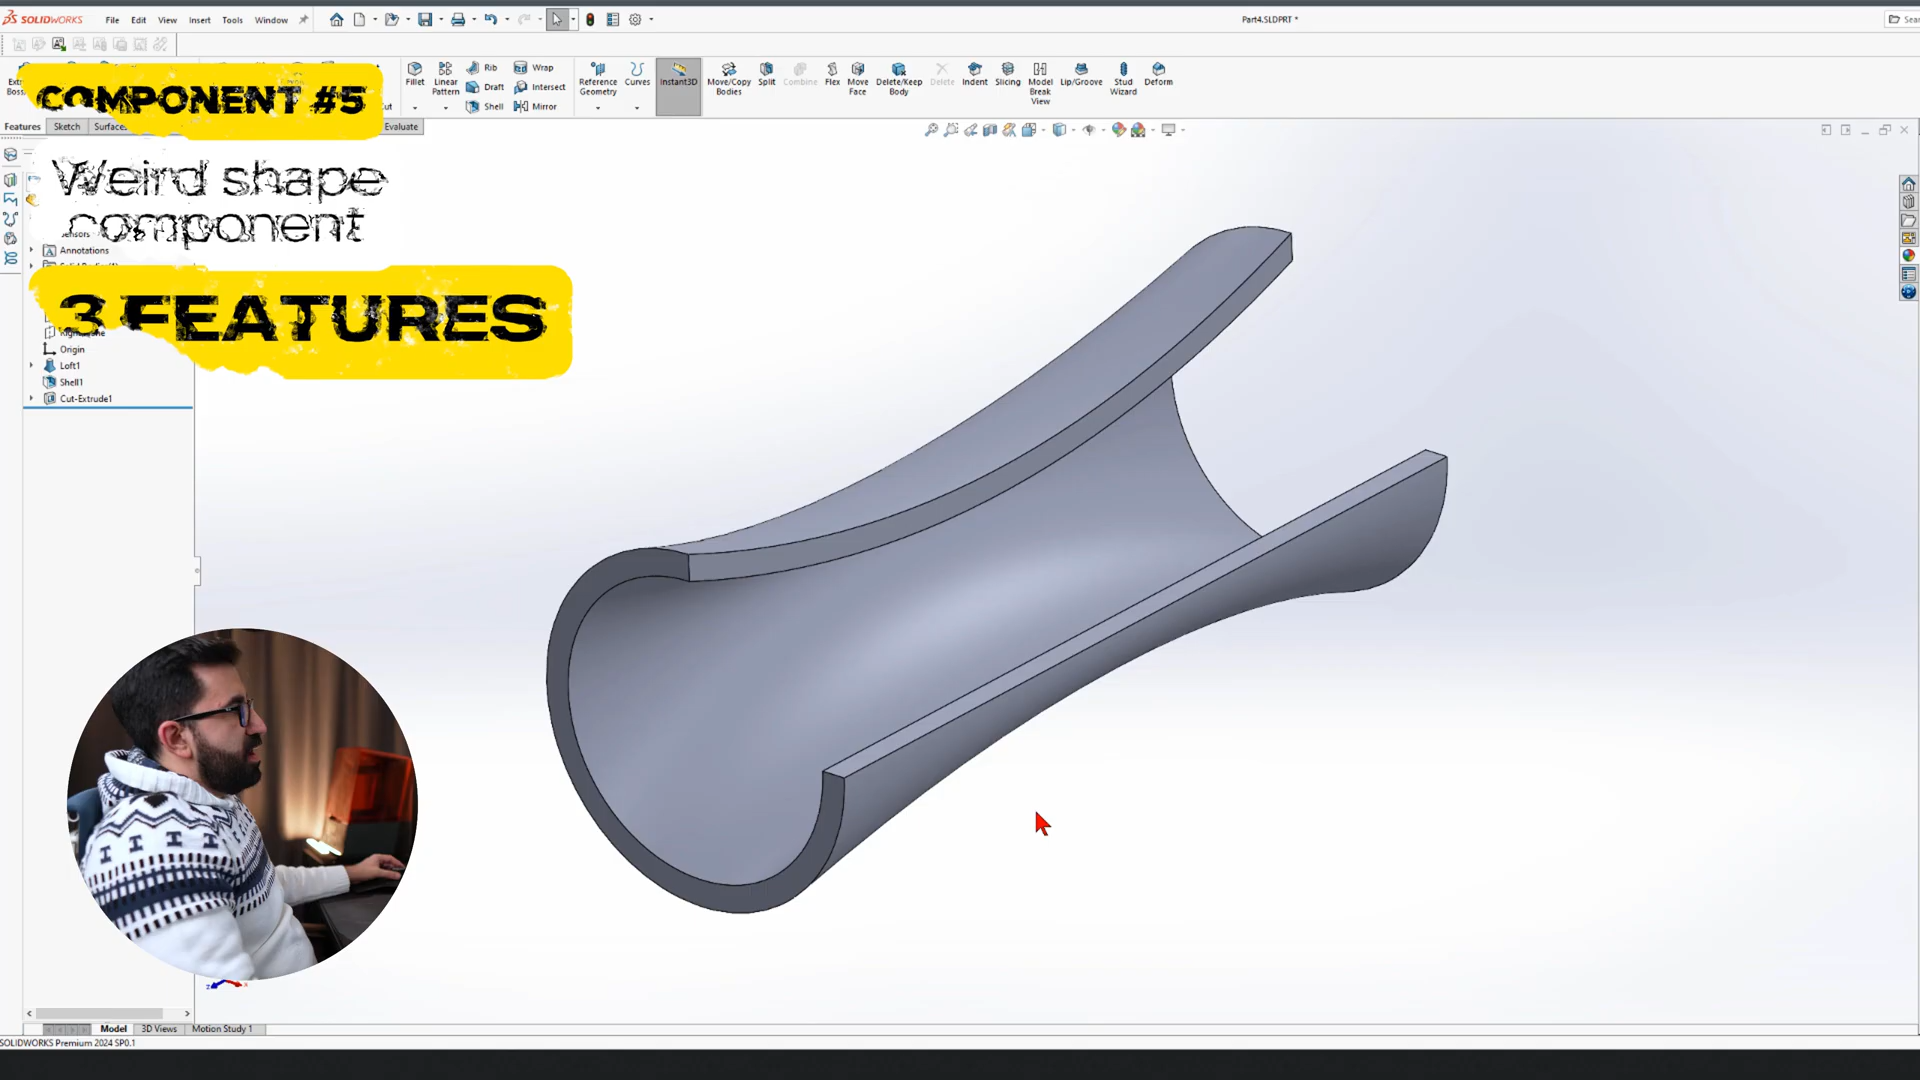 SOLIDWORKS File Edit View Insert Tools Window Part4.SLDPRT *
Fillet Linear Pattern Rib Draft Shell Wrap Intersect Mirror Reference Geometry Curves Instant3D Move/Copy Bodies Split Combine Flex Move Face Delete/Keep Body Delete Indent Slicing Model Break View Lip/Groove Stud Wizard Deform
COMPONENT #5
Features Sketch Surfaces Evaluate
Weird shape
component
Sensors
Annotations
3 FEATURES
Origin
Loft1
Shell1
Cut-Extrude1
Model 3D Views Motion Study 1
SOLIDWORKS Premium 2024 SP0.1